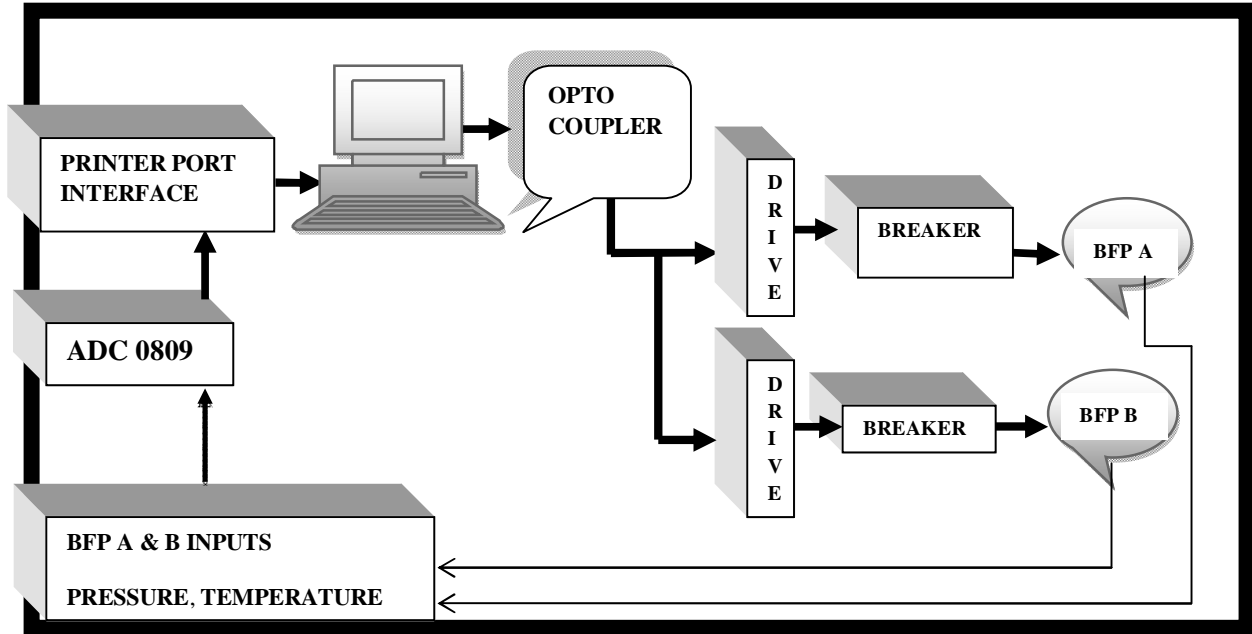 OPTO
COUPLER
PRINTER PORT
INTERFACE
D
R
I
V
E
BREAKER
BFP A
ADC 0809
D
R
I
V
E
BREAKER
BFP B
BFP A & B INPUTS
PRESSURE, TEMPERATURE